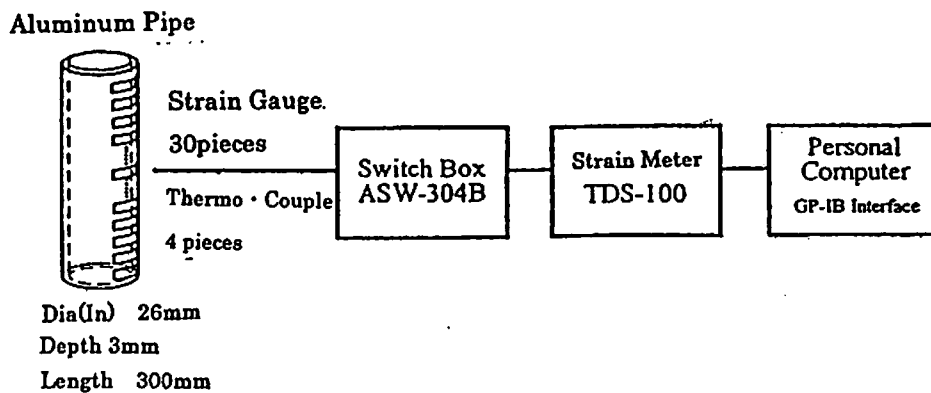 Aluminum Pipe
Strain Gauge.
30pieces
Thermo・Couple
4 pieces
Switch Box
ASW-304B
Strain Meter
TDS-100
Personal
Computer
GP-IB Interface
Dia(In) 26mm
Depth 3mm
Length 300mm